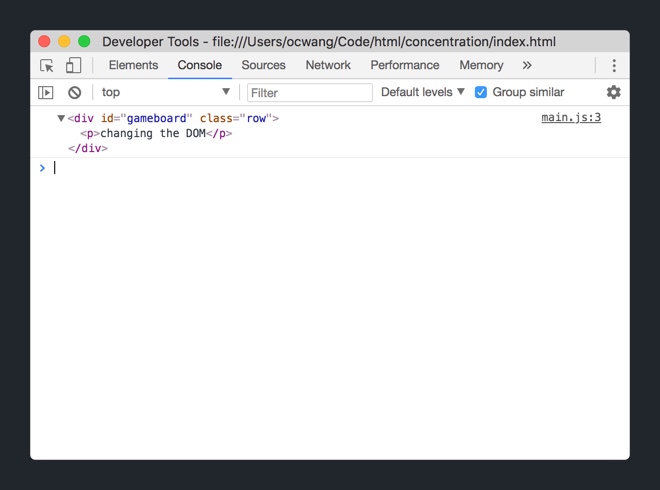 Developer Tools - file:///Users/ocwang/Code/html/concentration/index.html
Elements Console Sources Network Performance Memory »
top ▼ Filter Default levels ▼ Group similar
▼<div id="gameboard" class="row"> main.js:3
<p>changing the DOM</p>
</div>
>